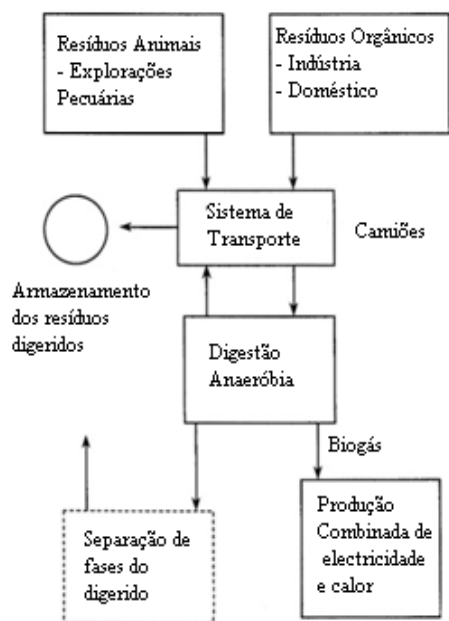 Resíduos Animais
- Explorações
Pecuárias
Resíduos Orgânicos
- Indústria
- Doméstico
Sistema de
Transporte
Camiões
Armazenamento
dos resíduos
digeridos
Digestão
Anaeróbia
Biogás
Separação de
fases do
digerido
Produção
Combinada de
electricidade
e calor